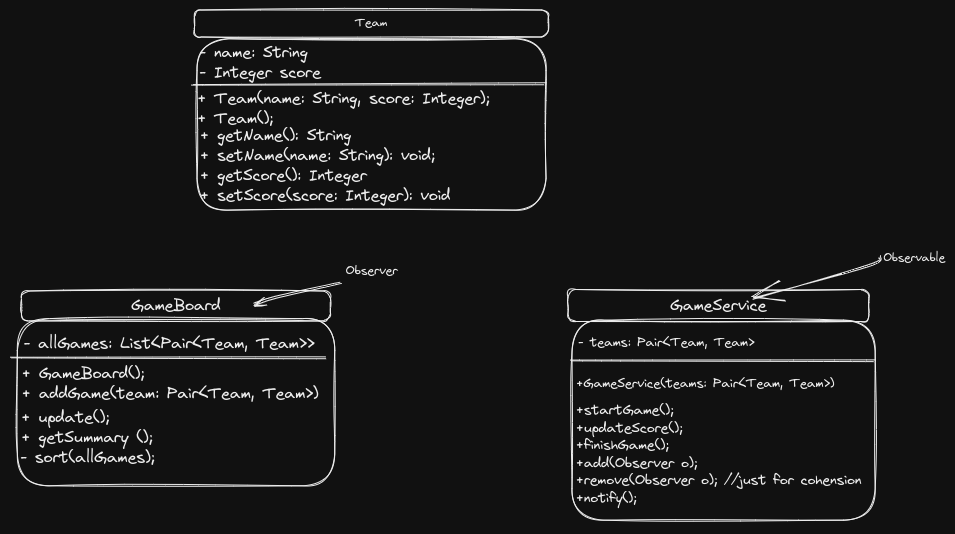 Team
- name: String
- Integer score
+ Team(name: String, score: Integer);
+ Team();
+ getName(): String
+ setName(name: String): void;
+ getScore(): Integer
+ setScore(score: Integer): void
Observer
GameBoard
- allGames: List<Pair<Team, Team>>
+ GameBoard();
+ addGame(team: Pair<Team, Team>)
+ update();
+ getSummary ();
- sort(allGames);
Observable
GameService
- teams: Pair<Team, Team>
+GameService(teams: Pair<Team, Team>)
+startGame();
+updateScore();
+finishGame();
+add(Observer o);
+remove(Observer o); //just for cohension
+notify();